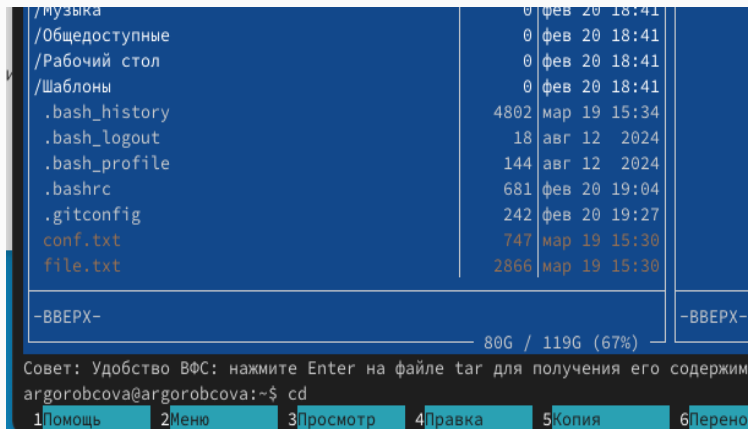 /Музыка 0 фев 20 18:41
/Общедоступные 0 фев 20 18:41
/Рабочий стол 0 фев 20 18:41
/Шаблоны 0 фев 20 18:41
.bash_history 4802 мар 19 15:34
.bash_logout 18 авг 12 2024
.bash_profile 144 авг 12 2024
.bashrc 681 фев 20 19:04
.gitconfig 242 фев 20 19:27
conf.txt 747 мар 19 15:30
file.txt 2866 мар 19 15:30
-ВВЕРХ- -ВВЕРХ-
80G / 119G (67%)
Совет: Удобство ВФС: нажмите Enter на файле tar для получения его содержим
argorobcova@argorobcova:~$ cd
1Помощь 2Меню 3Просмотр 4Правка 5Копия 6Перено